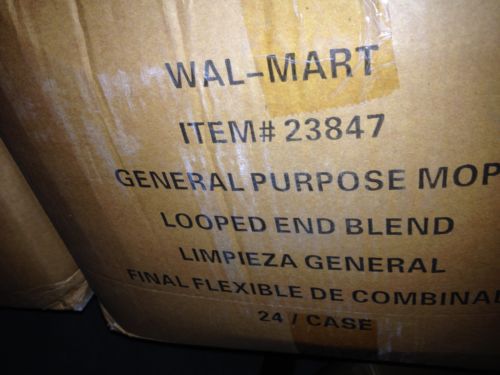 WAL-MART
ITEM# 23847
GENERAL PURPOSE MOP
LOOPED END BLEND
LIMPIEZA GENERAL
FINAL FLEXIBLE DE COMBINA
24 / CASE